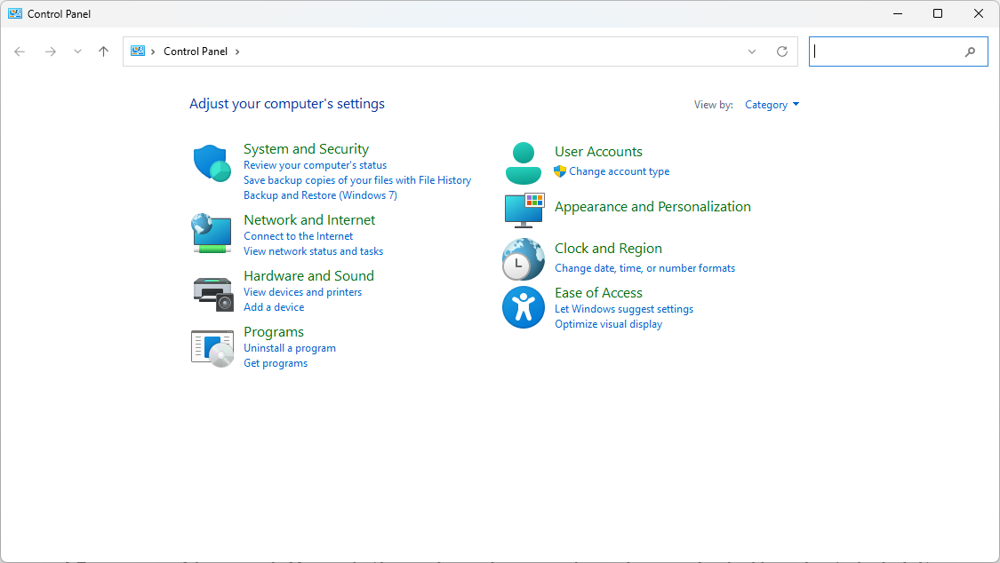 Control Panel
Control Panel
Adjust your computer's settings
View by: Category
System and Security
Review your computer's status
Save backup copies of your files with File History
Backup and Restore (Windows 7)
Network and Internet
Connect to the Internet
View network status and tasks
Hardware and Sound
View devices and printers
Add a device
Programs
Uninstall a program
Get programs
User Accounts
Change account type
Appearance and Personalization
Clock and Region
Change date, time, or number formats
Ease of Access
Let Windows suggest settings
Optimize visual display